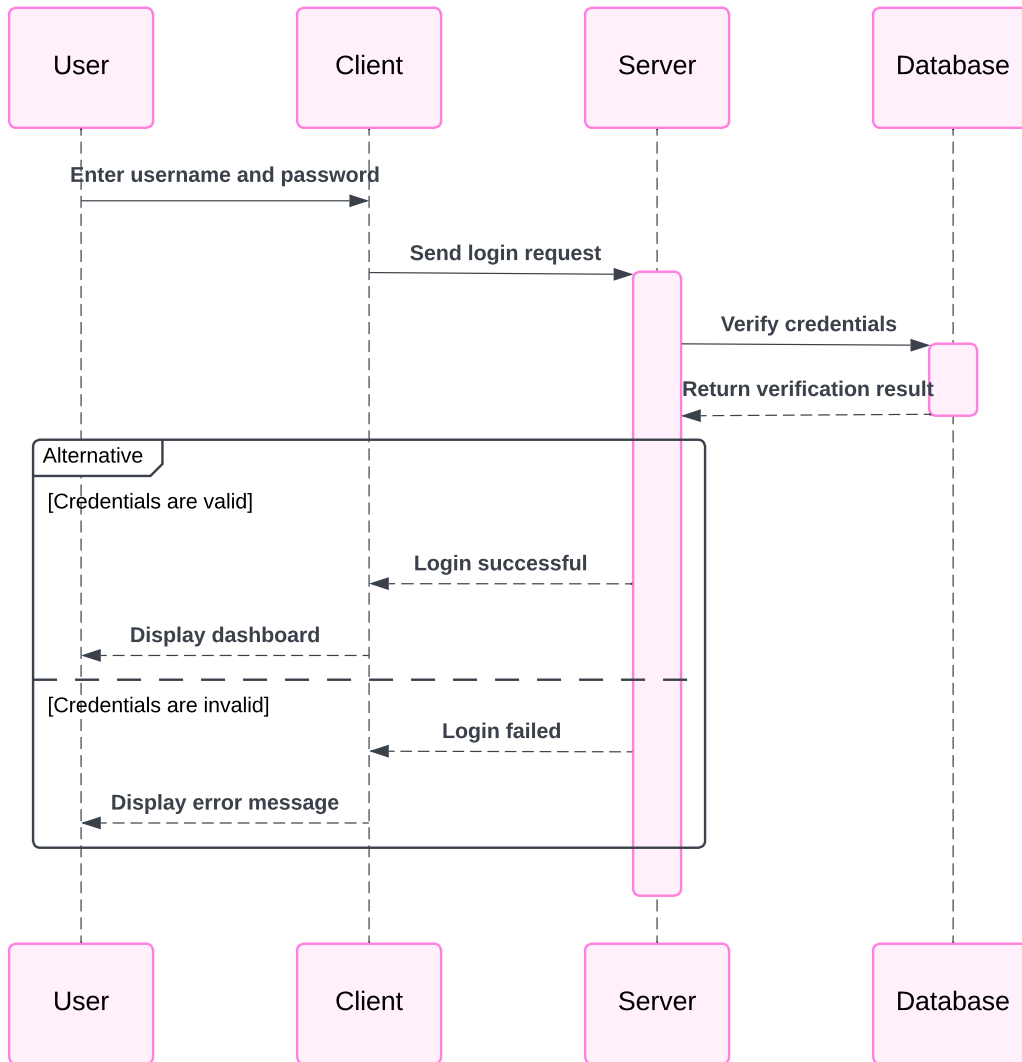 User
Client
Server
Database
Enter username and password
Send login request
Verify credentials
Return verification result
Alternative
[Credentials are valid]
Login successful
Display dashboard
[Credentials are invalid]
Login failed
Display error message
User
Client
Server
Database